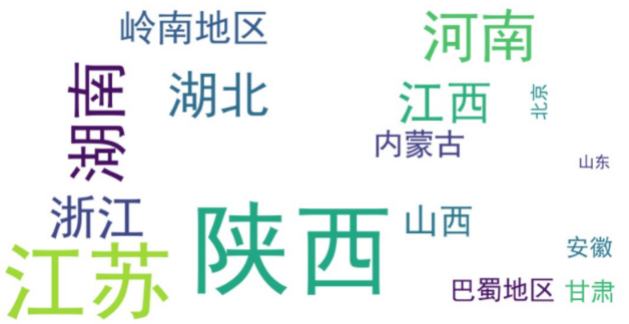 岭南地区
河南
湖南
湖北
江西
北京
内蒙古
山东
浙江
陕西
山西
江苏
安徽
巴蜀地区
甘肃